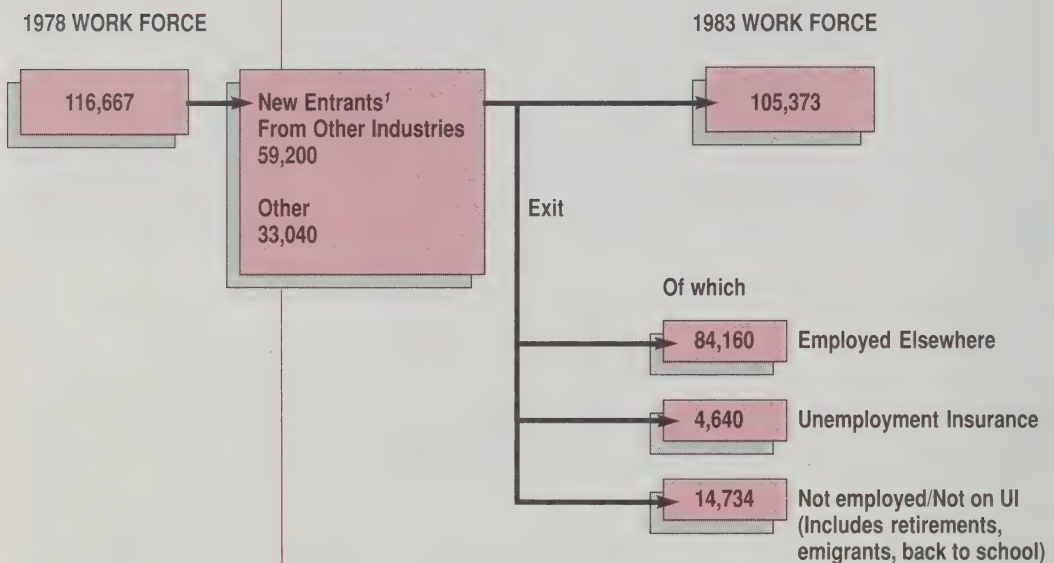 1978 WORK FORCE
1983 WORK FORCE
116,667
New Entrants¹
From Other Industries
59,200
Other
33,040
105,373
Exit
Of which
84,160
Employed Elsewhere
4,640
Unemployment Insurance
14,734
Not employed/Not on UI
(Includes retirements,
emigrants, back to school)